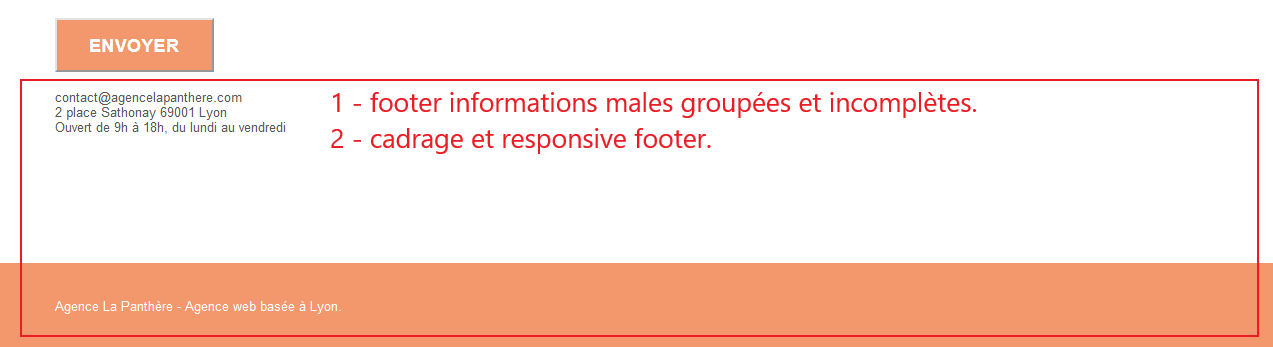 ENVOYER
contact@agencelapanthere.com
2 place Sathonay 69001 Lyon
Ouvert de 9h à 18h, du lundi au vendredi
1 - footer informations males groupées et incomplètes.
2 - cadrage et responsive footer.
Agence La Panthère - Agence web basée à Lyon.